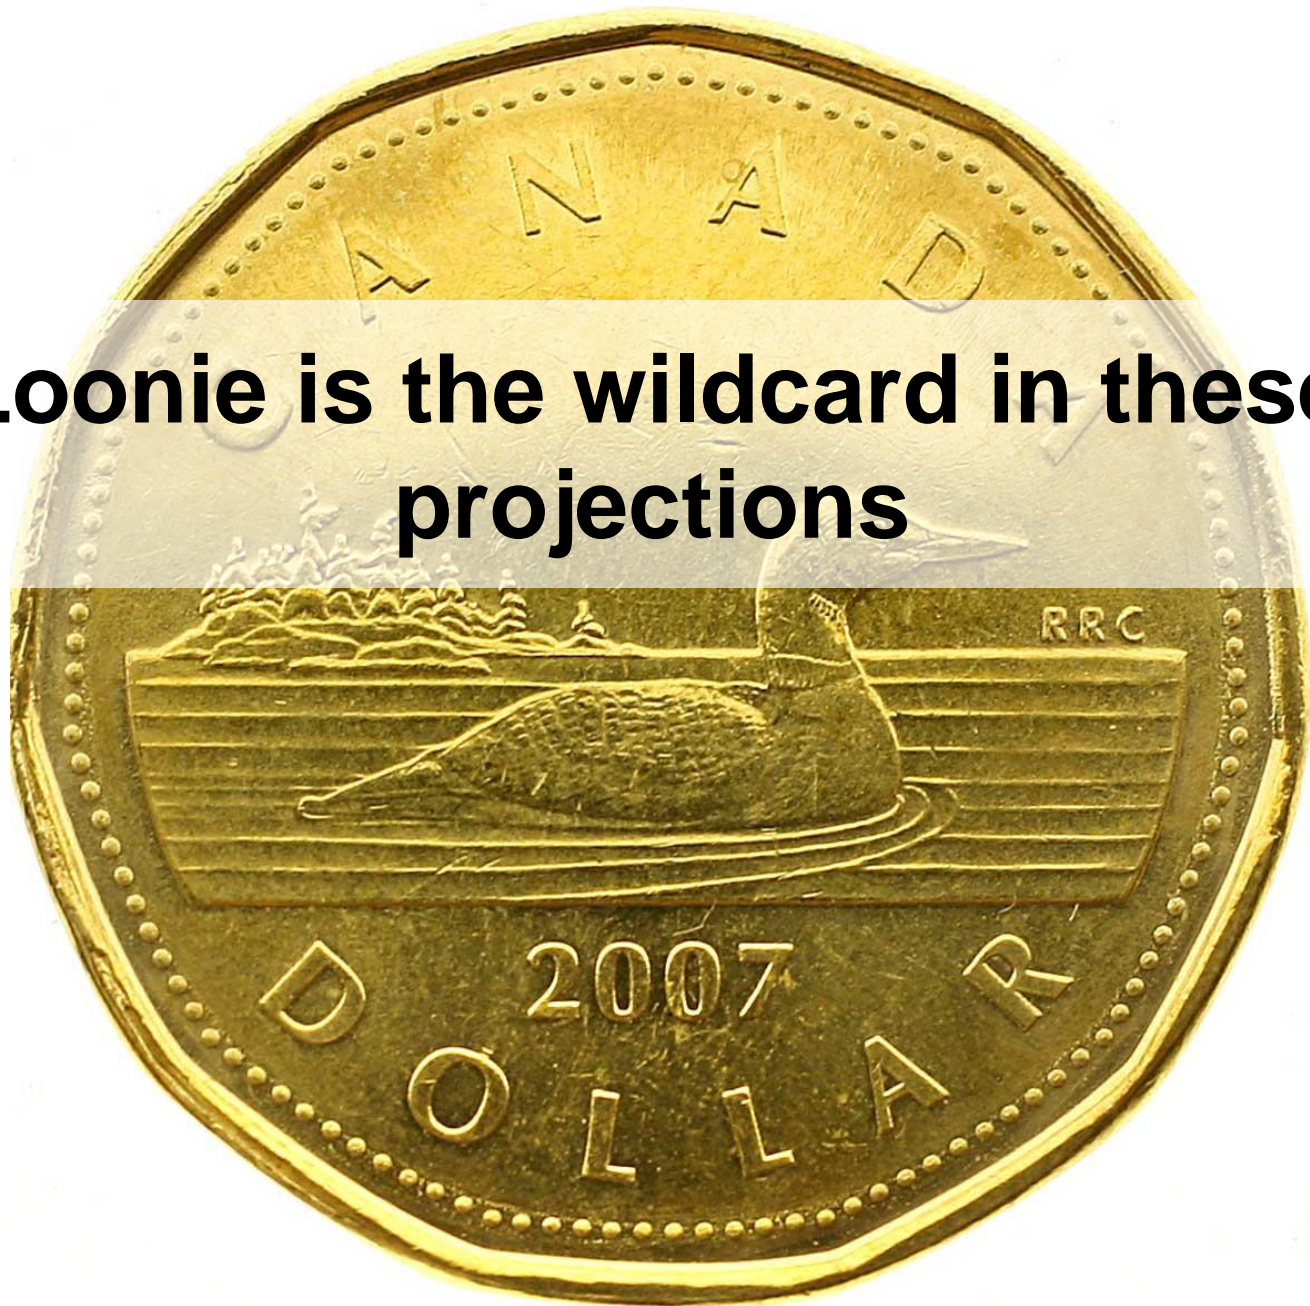 CANADA
Loonie is the wildcard in these
projections
RRC
2007
DOLLAR